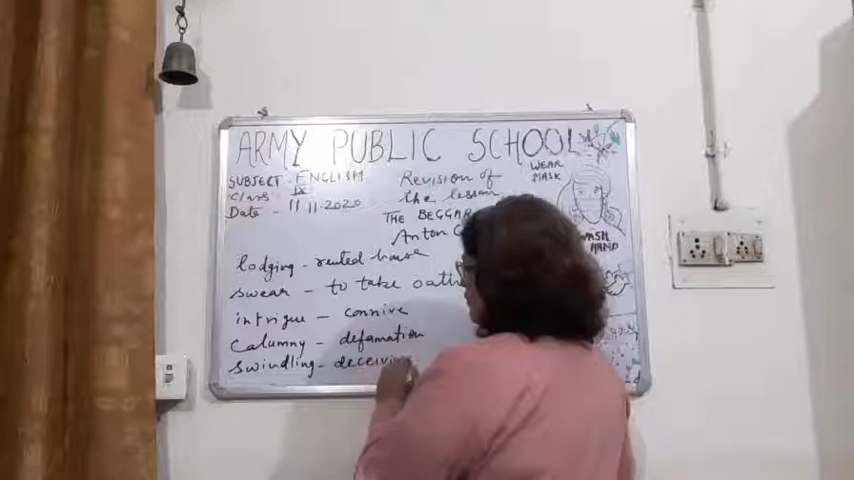 ARMY PUBLIC SCHOOL
SUBJECT - ENGLISH
Class - IX
Date - 11 11 2020
Revision of
the lesson
THE BEGGAR
Anton
WEAR
MASK
WASH
HAND
lodging - rented house
swear - to take oath
intrigue - connive
calumny - defamation
swindling - deceiving